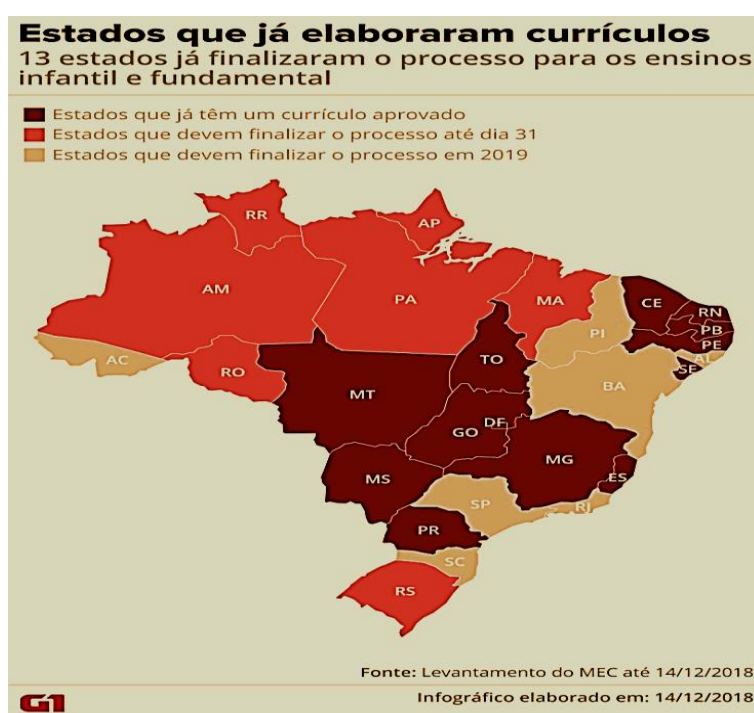 Estados que já elaboraram currículos
13 estados já finalizaram o processo para os ensinos
infantil e fundamental
Estados que já têm um currículo aprovado
Estados que devem finalizar o processo até dia 31
Estados que devem finalizar o processo em 2019
RR
AP
AM
PA
MA
CE
RN
PB
PE
PI
AL
SE
AC
RO
TO
BA
MT
GO
DF
MG
ES
MS
SP
RJ
PR
SC
RS
Fonte: Levantamento do MEC até 14/12/2018
G1
Infográfico elaborado em: 14/12/2018